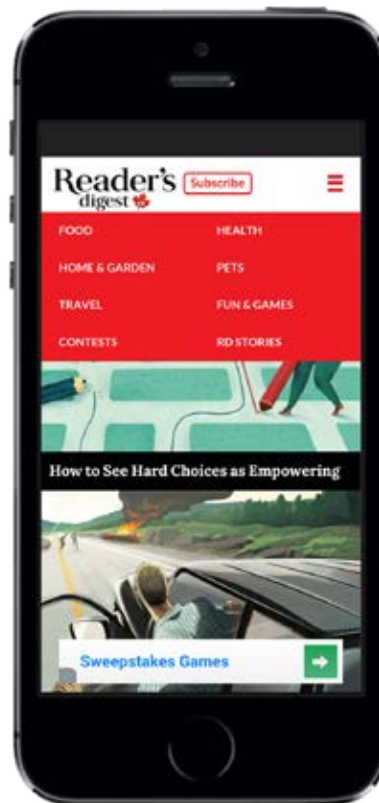 Reader's Subscribe
digest
FOOD HEALTH
HOME & GARDEN PETS
TRAVEL FUN & GAMES
CONTESTS RD STORIES
How to See Hard Choices as Empowering
Sweepstakes Games